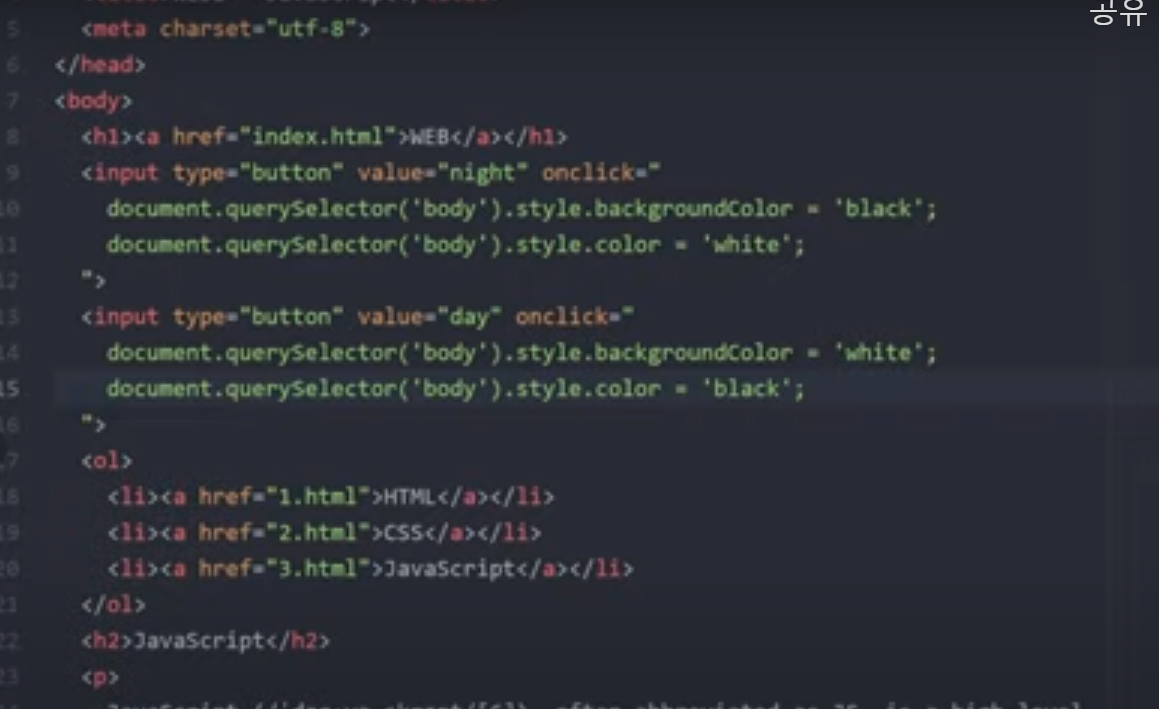 공유
5 <meta charset="utf-8">
6 </head>
7 <body>
8 <h1><a href="index.html">WEB</a></h1>
9 <input type="button" value="night" onclick="
10 document.querySelector('body').style.backgroundColor = 'black';
11 document.querySelector('body').style.color = 'white';
12 ">
13 <input type="button" value="day" onclick="
14 document.querySelector('body').style.backgroundColor = 'white';
15 document.querySelector('body').style.color = 'black';
16 ">
17 <ol>
18 <li><a href="1.html">HTML</a></li>
19 <li><a href="2.html">CSS</a></li>
20 <li><a href="3.html">JavaScript</a></li>
21 </ol>
22 <h2>JavaScript</h2>
23 <p>